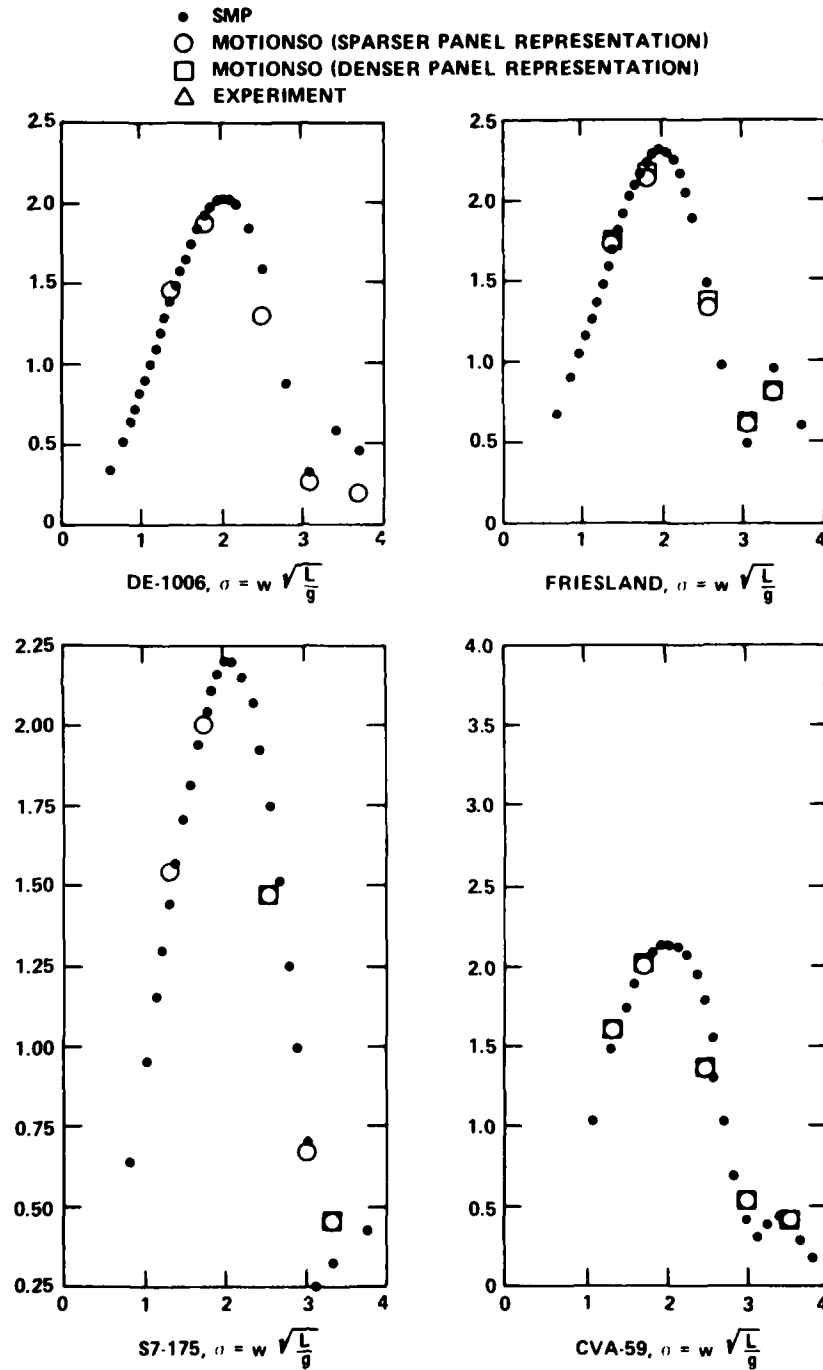 SMP
MOTIONSO (SPARSER PANEL REPRESENTATION)
MOTIONSO (DENSER PANEL REPRESENTATION)
EXPERIMENT
2.5
2.0
1.5
1.0
0.5
0
0 1 2 3 4
DE-1006, σ = w √L/g
2.5
2.0
1.5
1.0
0.5
0
0 1 2 3 4
FRIESLAND, σ = w √L/g
2.25
2.00
1.75
1.50
1.25
1.00
0.75
0.50
0.25
0 1 2 3 4
S7-175, σ = w √L/g
4.0
3.5
3.0
2.5
2.0
1.5
1.0
0.5
0
0 1 2 3 4
CVA-59, σ = w √L/g